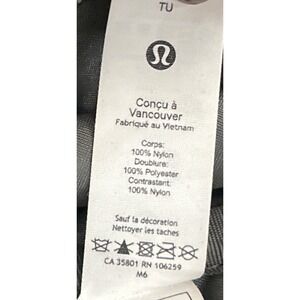 TU
Conçu à
Vancouver
Fabriqué au Vietnam
Corps:
100% Nylon
Doublure:
100% Polyester
Contrastant:
100% Nylon
Sauf la décoration
Nettoyer les taches
CA 35801 RN 106259
M6